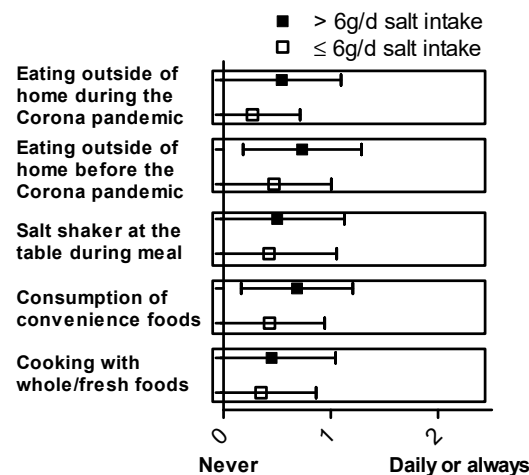 > 6g/d salt intake
≤ 6g/d salt intake
Eating outside of
home during the
Corona pandemic
Eating outside of
home before the
Corona pandemic
Salt shaker at the
table during meal
Consumption of
convenience foods
Cooking with
whole/fresh foods
0 1 2
Never Daily or always